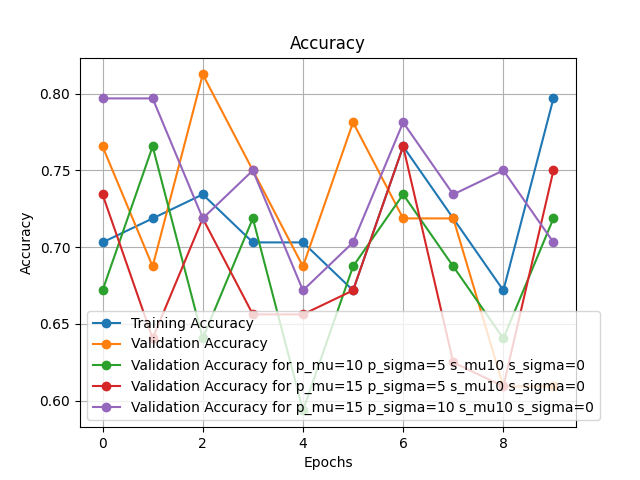 Accuracy
0.80
0.75
0.70
0.65
0.60
Accuracy
Training Accuracy
Validation Accuracy
Validation Accuracy for p_mu=10 p_sigma=5 s_mu10 s_sigma=0
Validation Accuracy for p_mu=15 p_sigma=5 s_mu10 s_sigma=0
Validation Accuracy for p_mu=15 p_sigma=10 s_mu10 s_sigma=0
0 2 4 6 8
Epochs